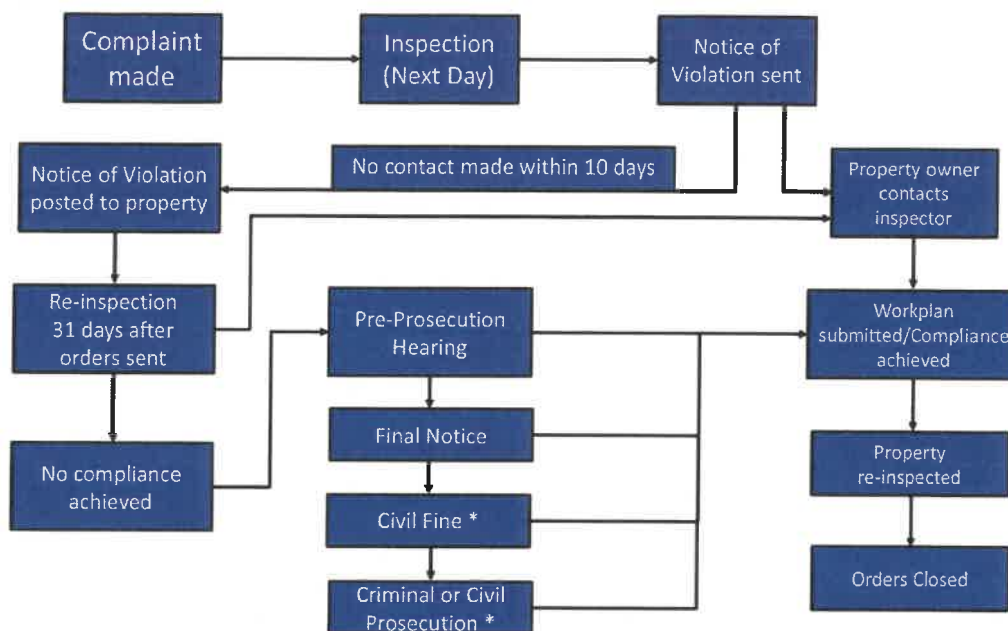 Complaint
made
Inspection
(Next Day)
Notice of
Violation sent
No contact made within 10 days
Notice of Violation
posted to property
Property owner
contacts
inspector
Re-inspection
31 days after
orders sent
Pre-Prosecution
Hearing
Workplan
submitted/Compliance
achieved
Final Notice
No compliance
achieved
Property
re-inspected
Civil Fine *
Criminal or Civil
Prosecution *
Orders Closed